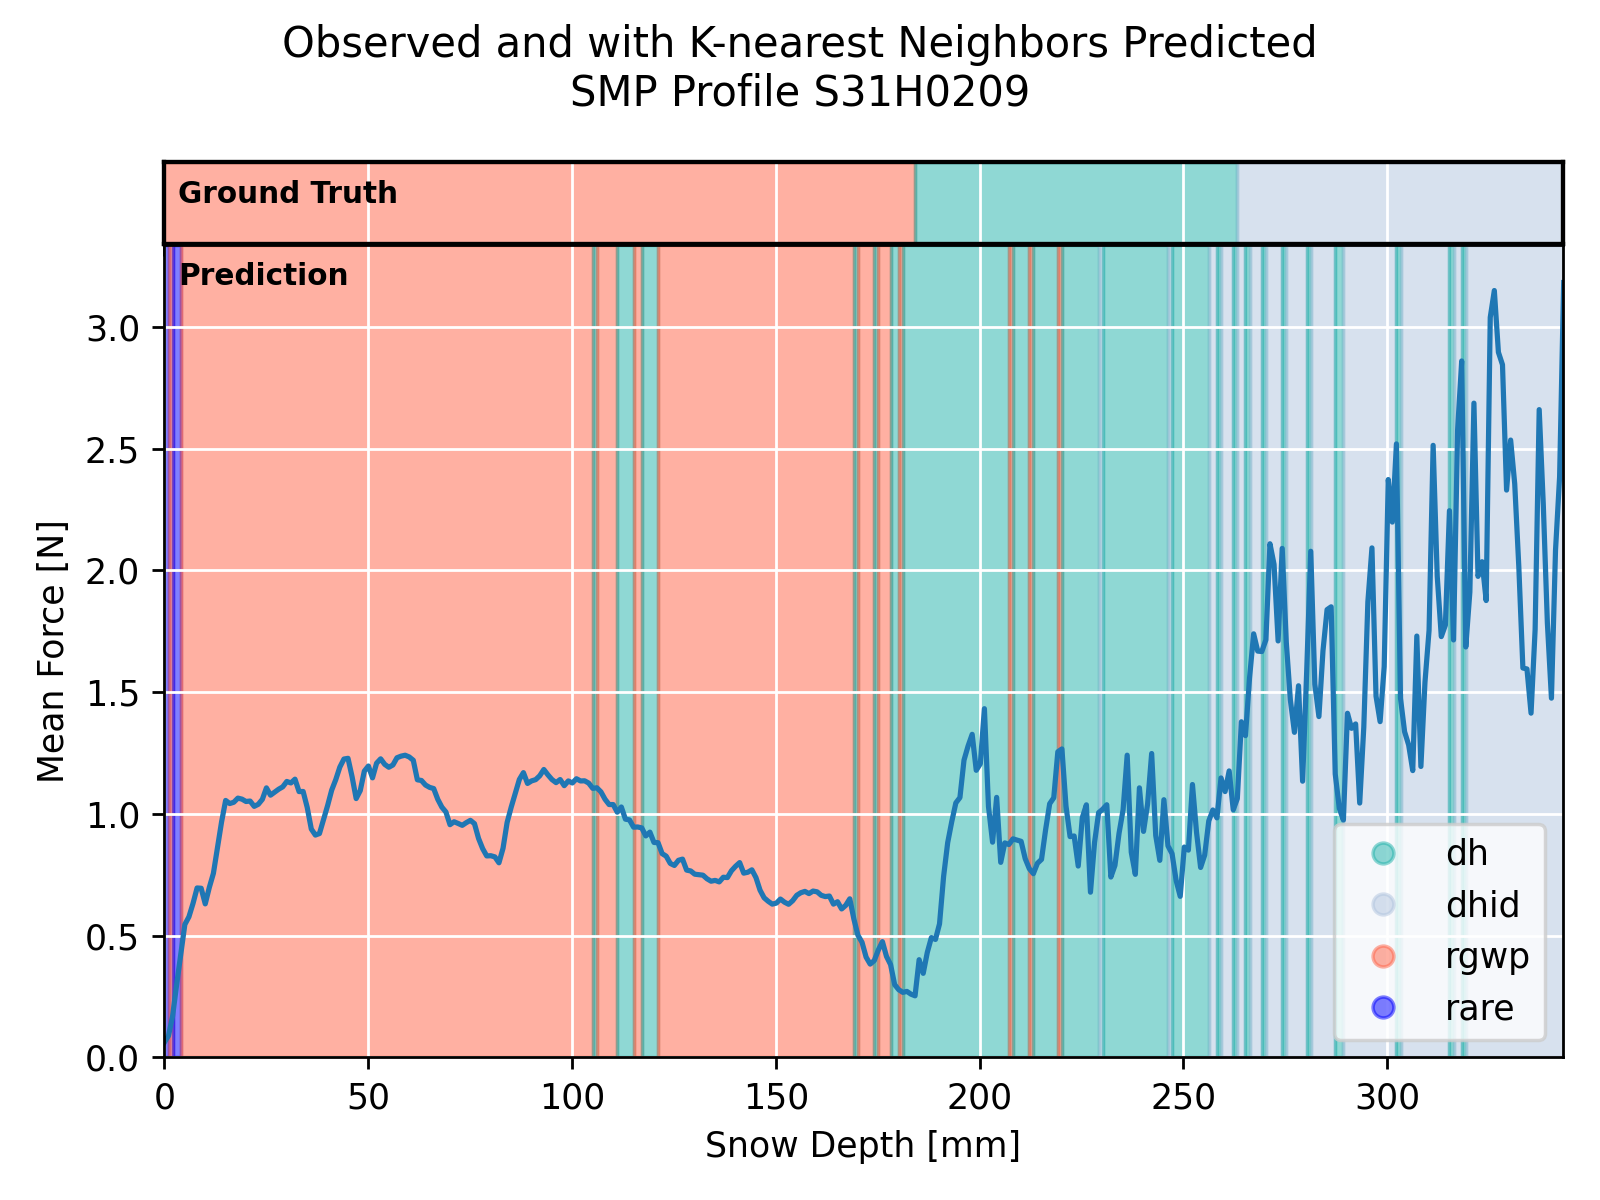 Observed and with K-nearest Neighbors Predicted
SMP Profile S31H0209
Ground Truth
Prediction
3.0
2.5
2.0
1.5
1.0
0.5
0.0
Mean Force [N]
dh
dhid
rgwp
rare
0 50 100 150 200 250 300
Snow Depth [mm]